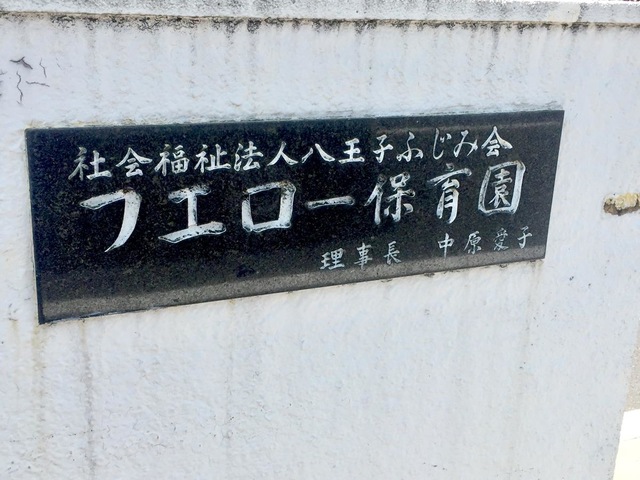 社会福祉法人八王子ふじみ会
フエロー保育園
理事長 中原愛子